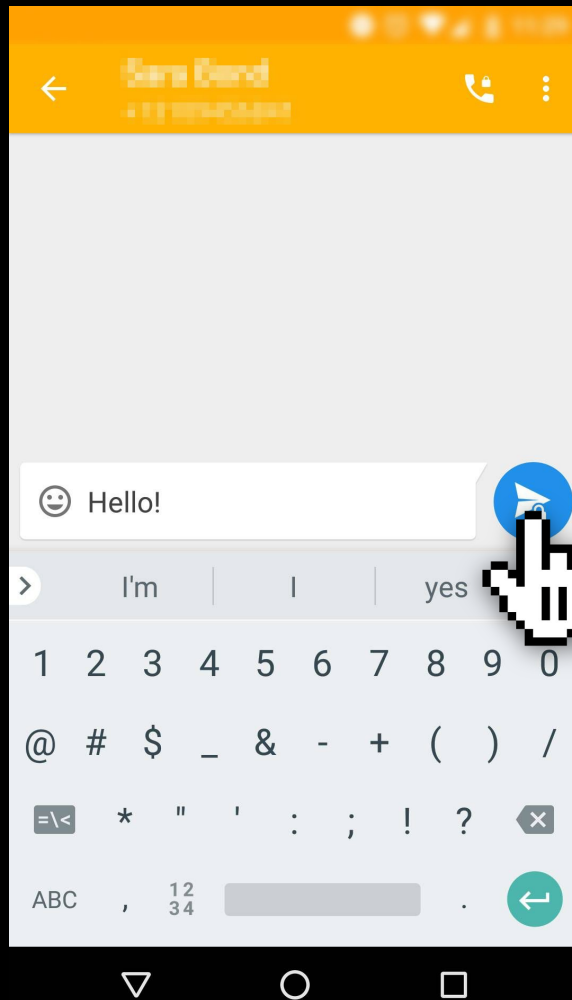 Hello!
I'm I yes
1 2 3 4 5 6 7 8 9 0
@ # $ _ & - + ( ) /
=\< * " ' : ; ! ?
ABC , 12 34 .